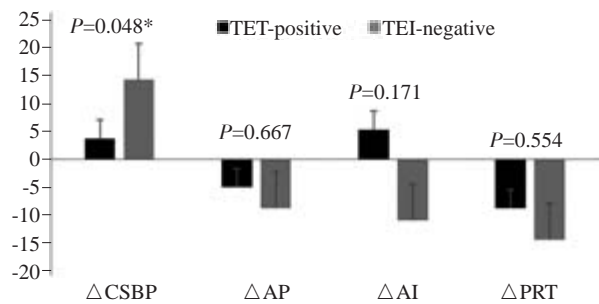 25
20
15
10
5
0
-5
-10
-15
-20
TET-positive TEI-negative
P=0.048*
P=0.667
P=0.171
P=0.554
△CSBP △AP △AI △PRT